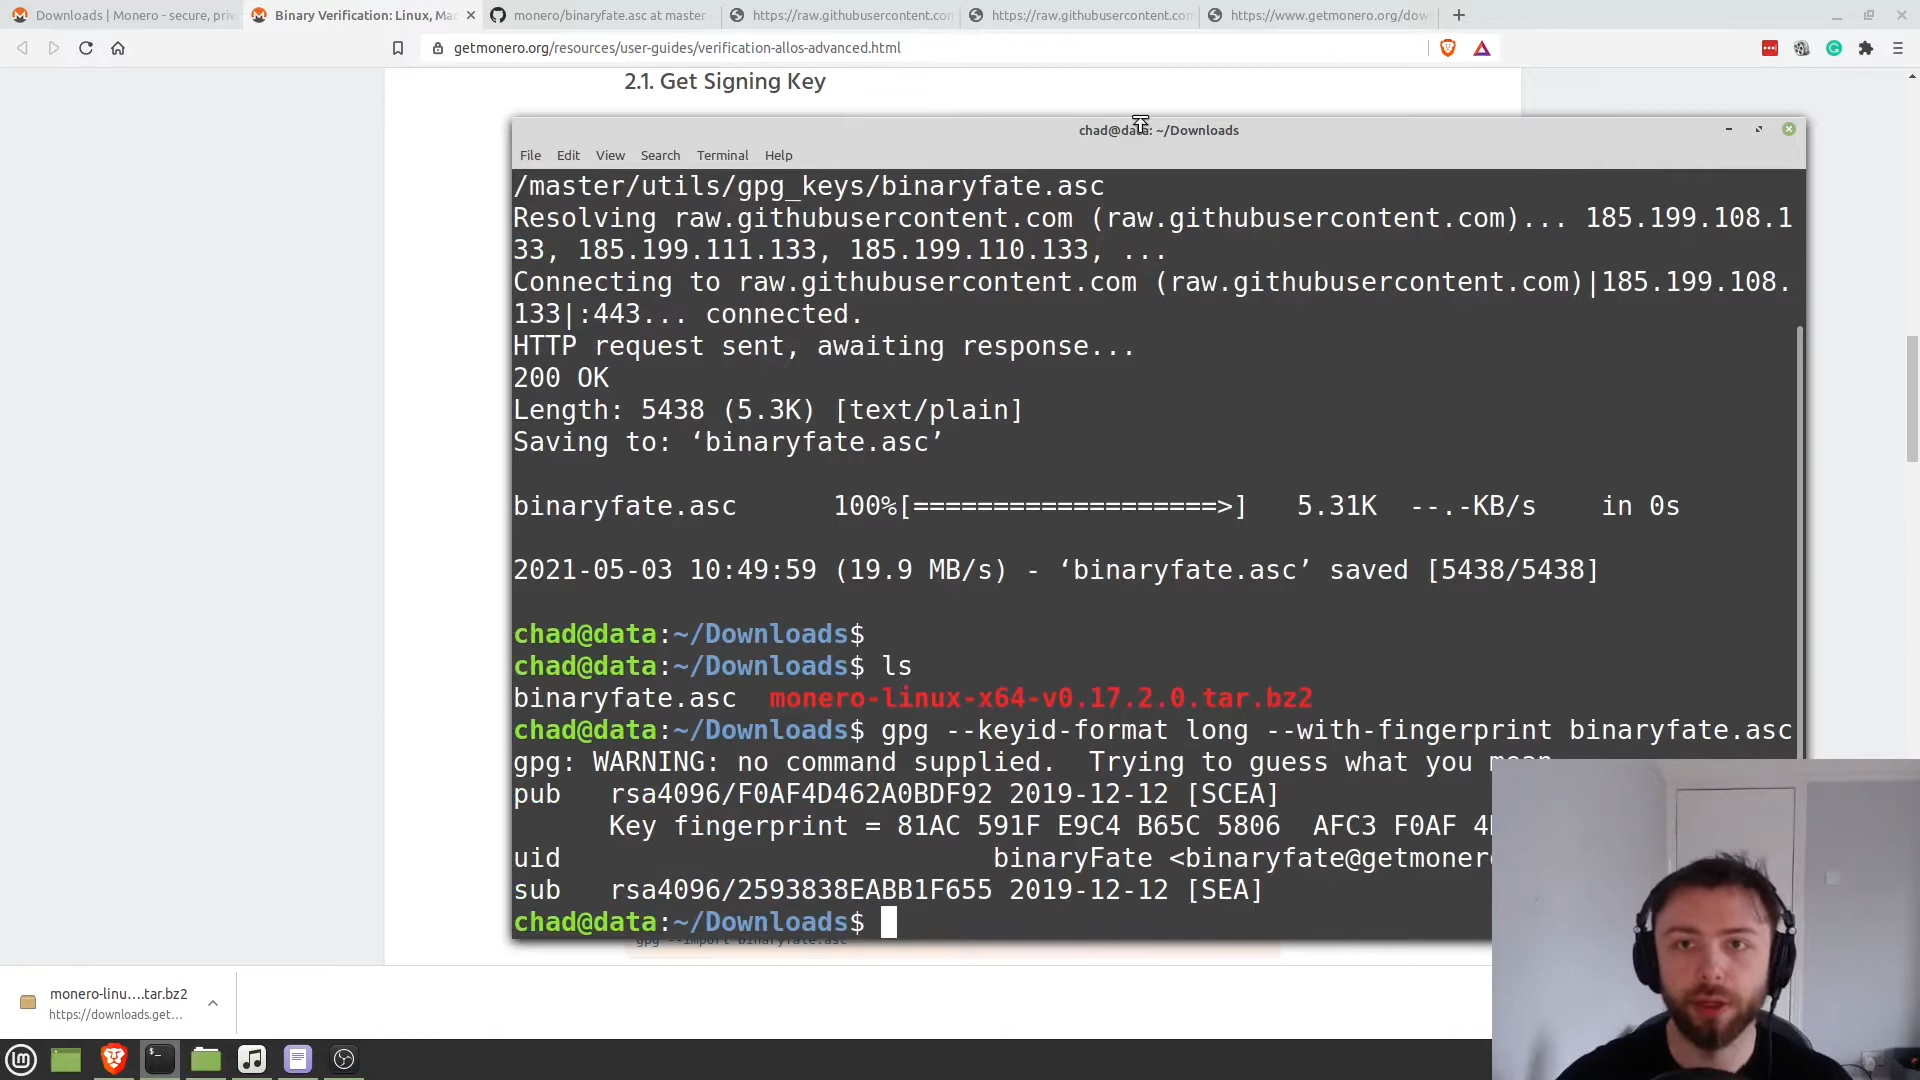 Downloads | Monero - secure, priv
Binary Verification: Linux, Mac
monero/binaryfate.asc at master
https://raw.githubusercontent.com
https://raw.githubusercontent.com
https://www.getmonero.org/dow
getmonero.org/resources/user-guides/verification-allos-advanced.html
2.1. Get Signing Key
chad@data: ~/Downloads
File Edit View Search Terminal Help
/master/utils/gpg_keys/binaryfate.asc
Resolving raw.githubusercontent.com (raw.githubusercontent.com)... 185.199.108.1
33, 185.199.111.133, 185.199.110.133, ...
Connecting to raw.githubusercontent.com (raw.githubusercontent.com)|185.199.108.
133|:443... connected.
HTTP request sent, awaiting response...
200 OK
Length: 5438 (5.3K) [text/plain]
Saving to: ‘binaryfate.asc’
binaryfate.asc 100%[===================>] 5.31K --.-KB/s in 0s
2021-05-03 10:49:59 (19.9 MB/s) - ‘binaryfate.asc’ saved [5438/5438]
chad@data:~/Downloads$
chad@data:~/Downloads$ ls
binaryfate.asc monero-linux-x64-v0.17.2.0.tar.bz2
chad@data:~/Downloads$ gpg --keyid-format long --with-fingerprint binaryfate.asc
gpg: WARNING: no command supplied. Trying to guess what you mean
pub rsa4096/F0AF4D462A0BDF92 2019-12-12 [SCEA]
Key fingerprint = 81AC 591F E9C4 B65C 5806 AFC3 F0AF 4
uid binaryFate <binaryfate@getmonero
sub rsa4096/2593838EABB1F655 2019-12-12 [SEA]
chad@data:~/Downloads$
gpg --import binaryfate.asc
monero-linu....tar.bz2
https://downloads.get...